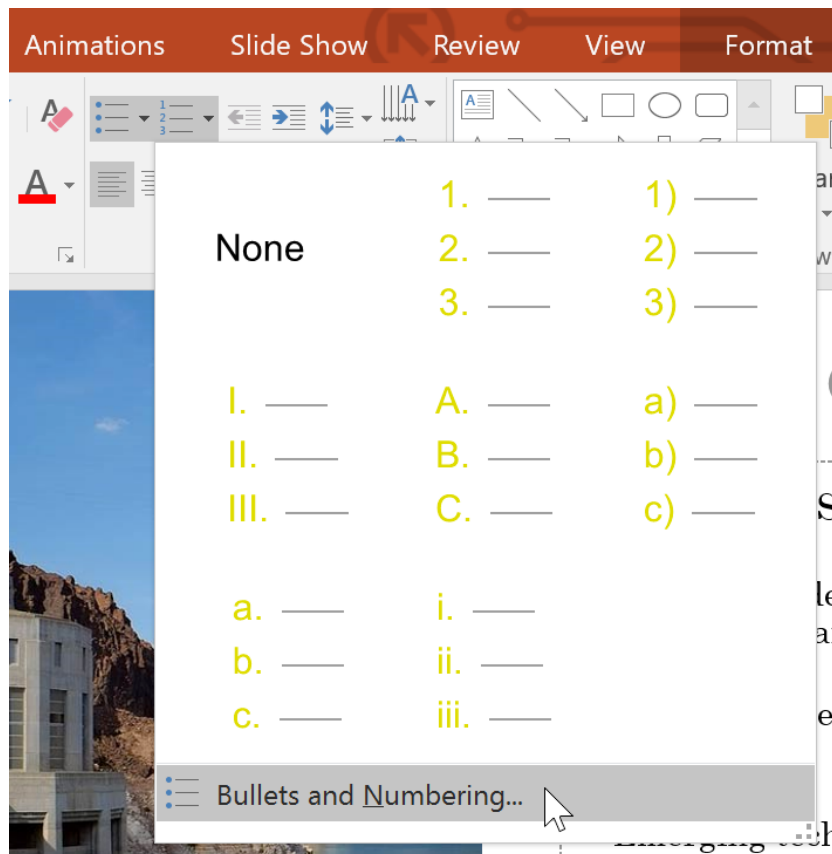 Animations Slide Show Review View Format
None
1. 1)
2. 2)
3. 3)
I. A. a)
II. B. b)
III. C. c)
a. i.
b. ii.
c. iii.
Bullets and Numbering...
Emerging